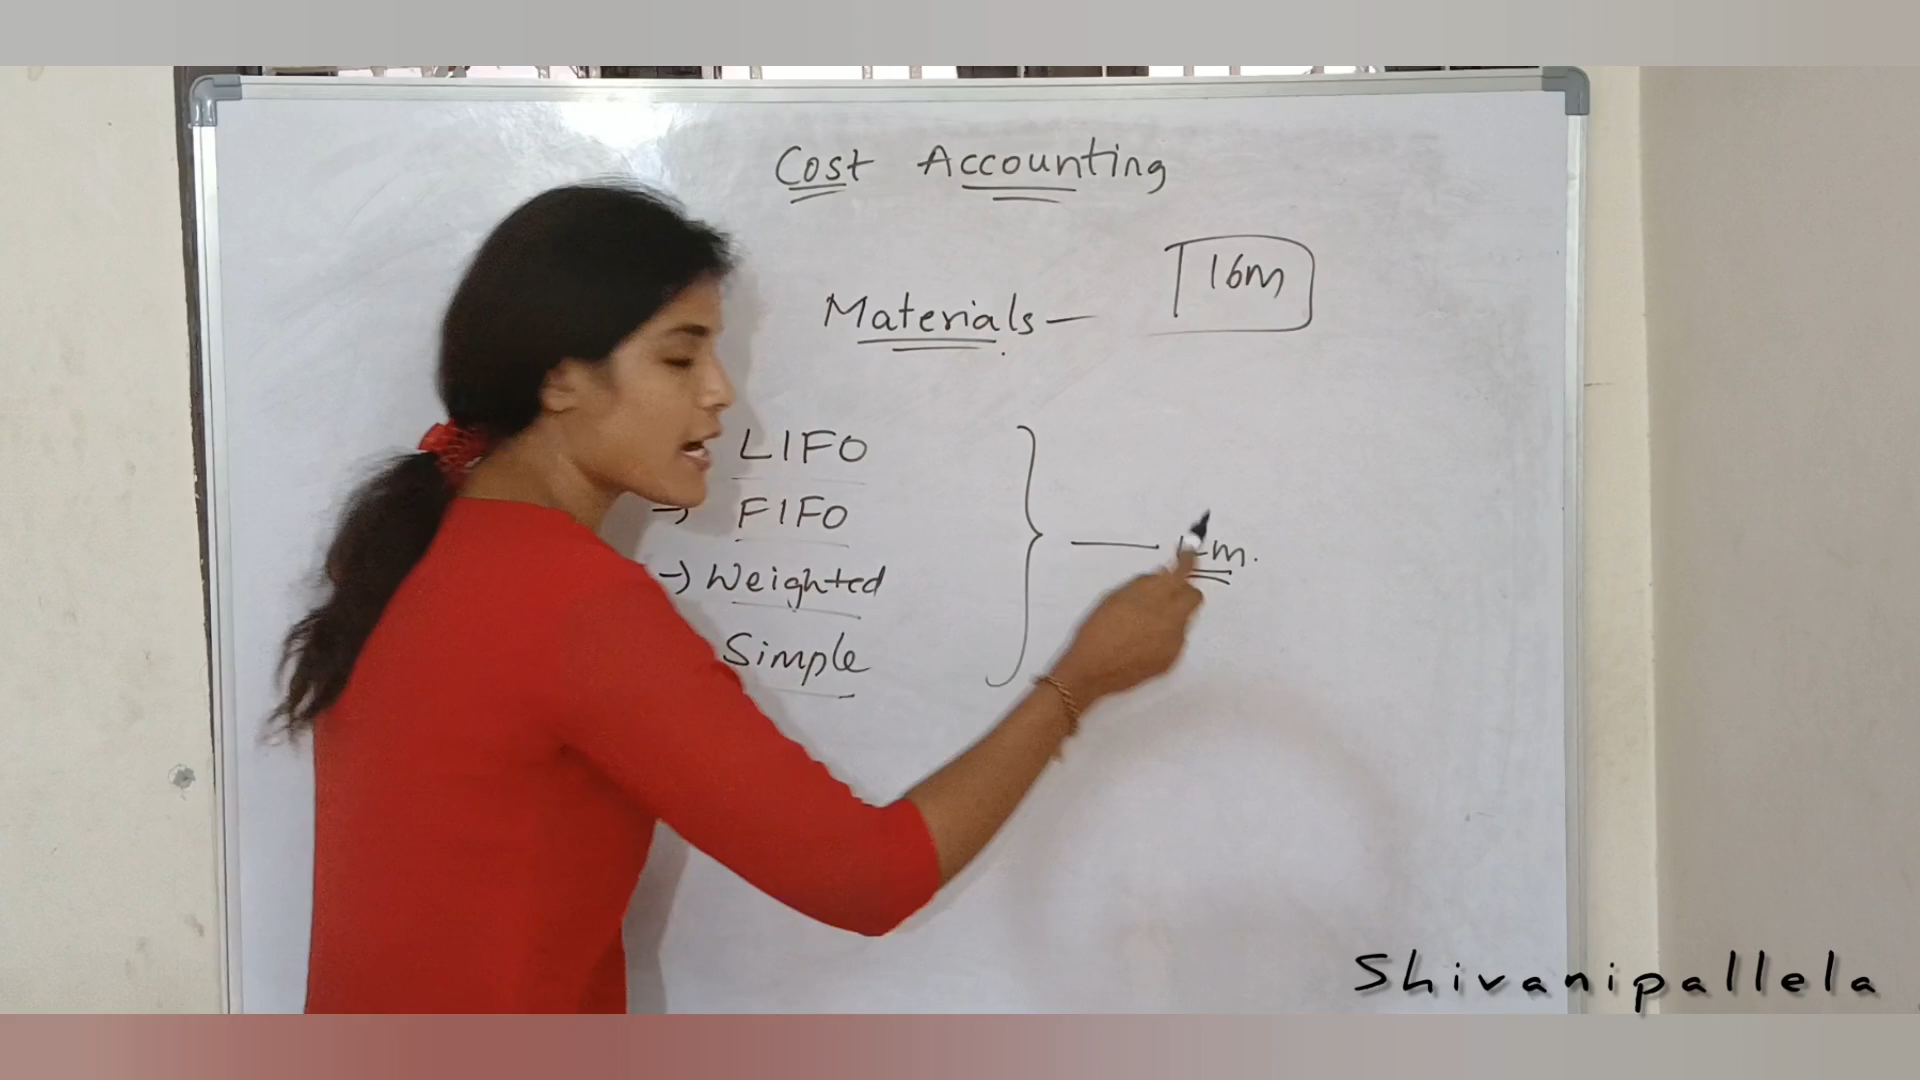 Cost Accounting
Materials — 16m
LIFO
→ FIFO
→ Weighted
Simple
Shivanipallela